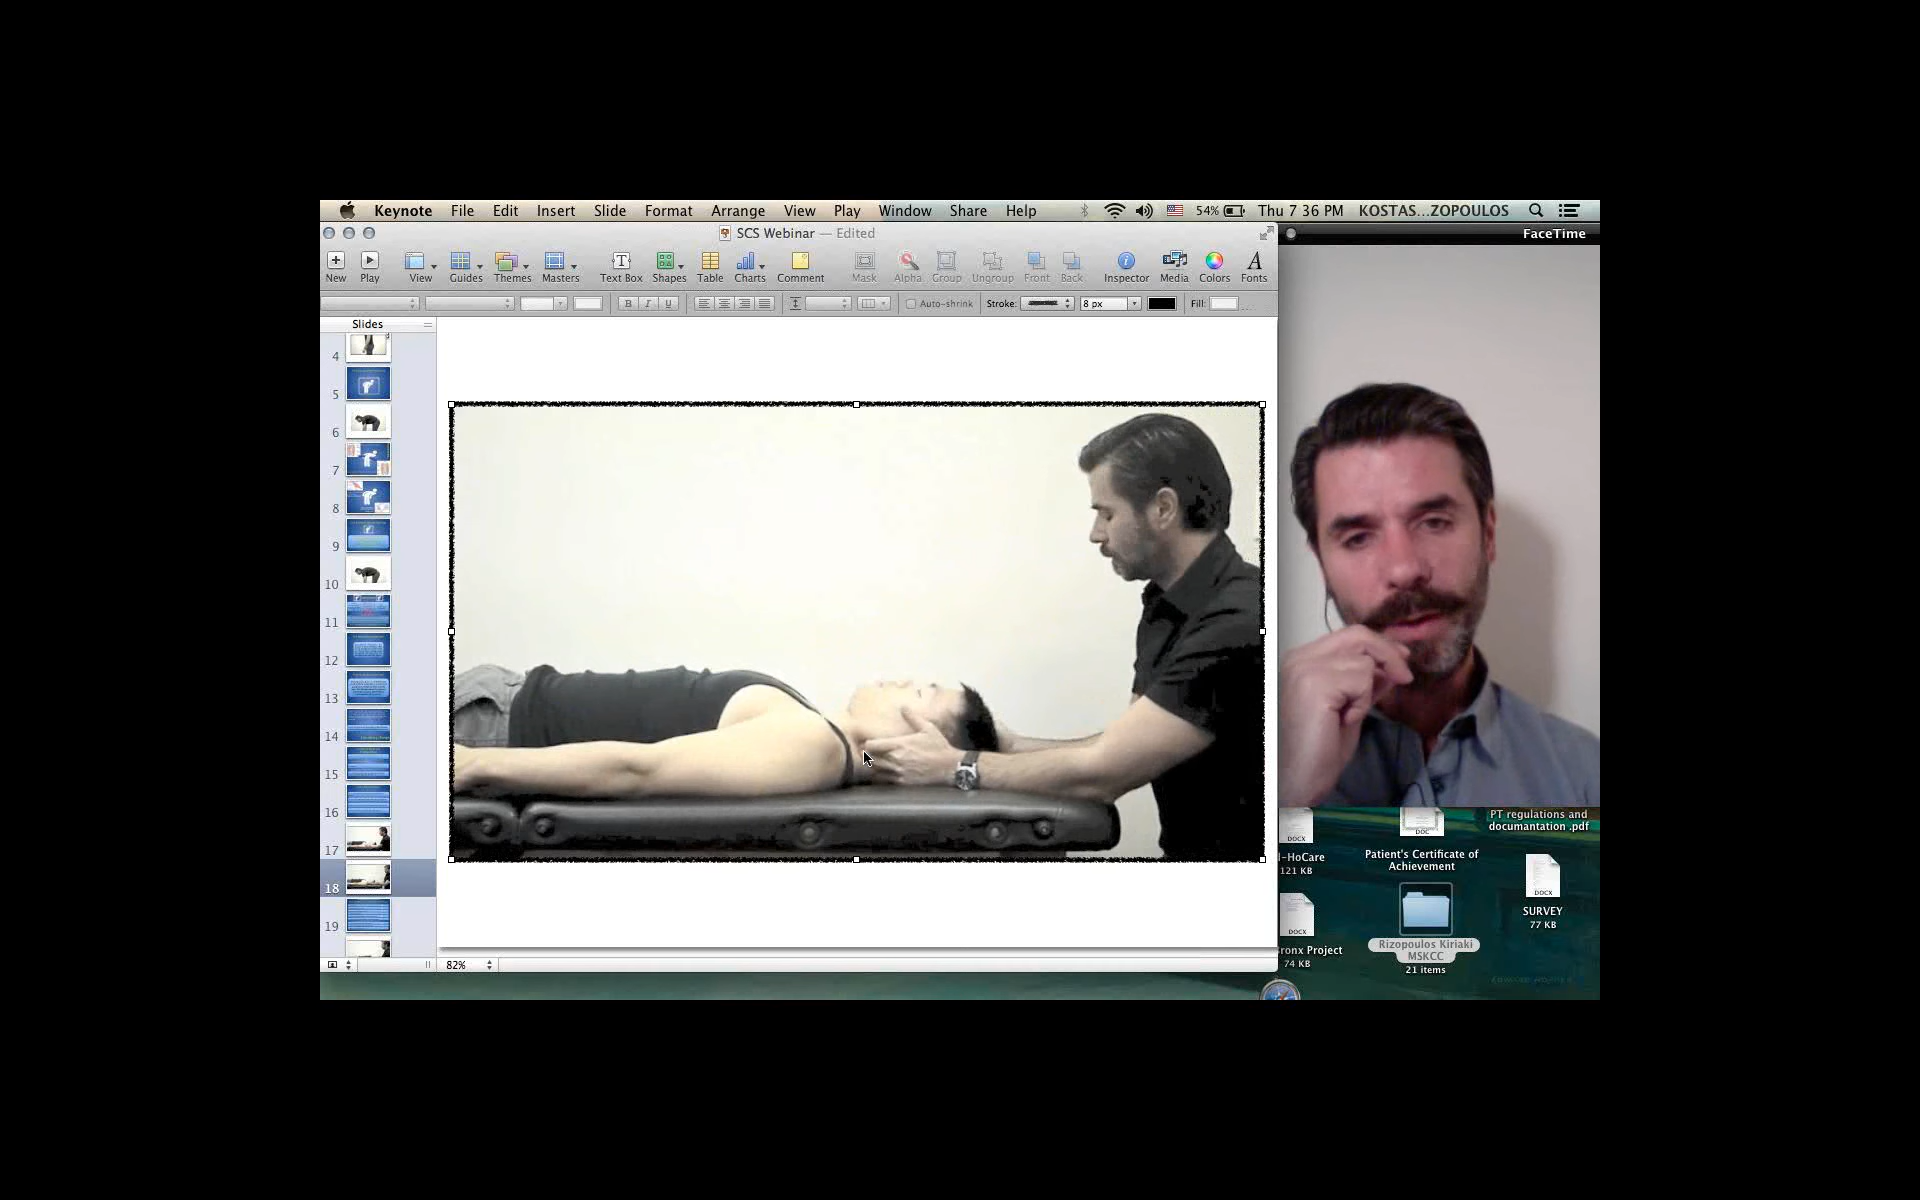 Keynote File Edit Insert Slide Format Arrange View Play Window Share Help 54% Thu 7 36 PM KOSTAS...ZOPOULOS
SCS Webinar — Edited
FaceTime
New Play View Guides Themes Masters Text Box Shapes Table Charts Comment Mask Alpha Group Ungroup Front Back Inspector Media Colors Fonts
B I U Auto-shrink Stroke: 8 px Fill:
Slides
4
5
6
7
8
9
10
11
12
13
14
15
16
17
18
19
82%
PT regulations and
documantation .pdf
DOCX
I-HoCare
121 KB
DOC
Patient's Certificate of
Achievement
DOCX
SURVEY
77 KB
DOCX
ronx Project
74 KB
Rizopoulos Kiriaki
MSKCC
21 items